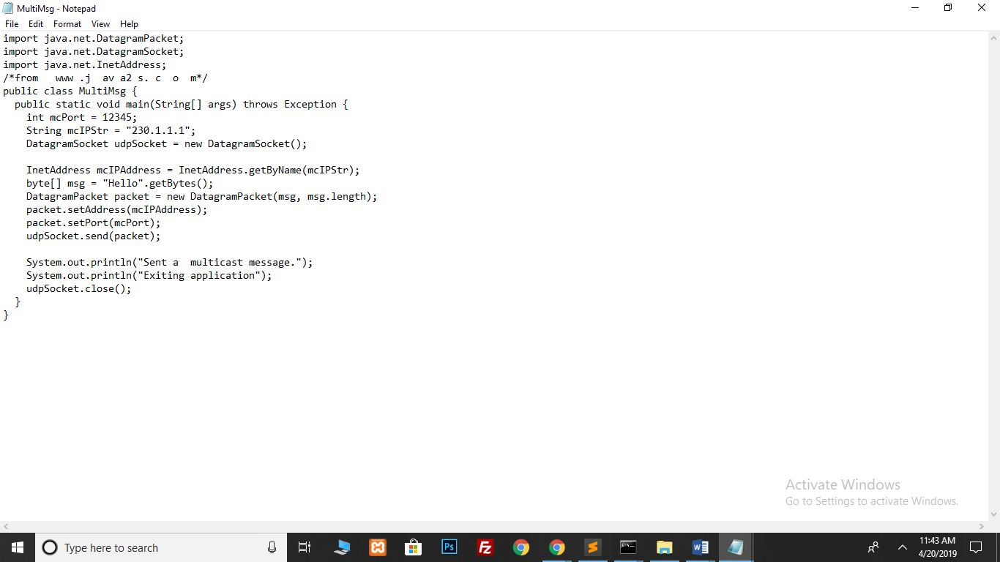 MultiMsg - Notepad
File Edit Format View Help
import java.net.DatagramPacket;
import java.net.DatagramSocket;
import java.net.InetAddress;
/*from   www .j  av a2 s. c  o  m*/
public class MultiMsg {
  public static void main(String[] args) throws Exception {
    int mcPort = 12345;
    String mcIPStr = "230.1.1.1";
    DatagramSocket udpSocket = new DatagramSocket();

    InetAddress mcIPAddress = InetAddress.getByName(mcIPStr);
    byte[] msg = "Hello".getBytes();
    DatagramPacket packet = new DatagramPacket(msg, msg.length);
    packet.setAddress(mcIPAddress);
    packet.setPort(mcPort);
    udpSocket.send(packet);

    System.out.println("Sent a  multicast message.");
    System.out.println("Exiting application");
    udpSocket.close();
  }
}
Activate Windows
Go to Settings to activate Windows.
Type here to search
Ps
Fz
11:43 AM
4/20/2019